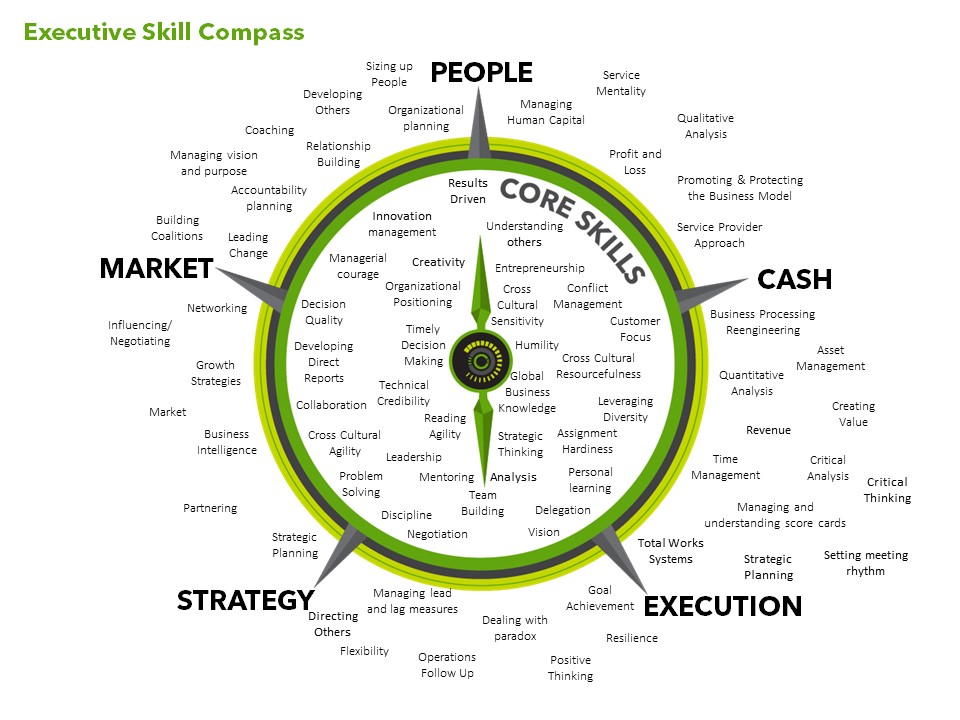 Executive Skill Compass
PEOPLE
Sizing up
People
Service
Mentality
Developing
Others
Organizational
planning
Managing
Human Capital
Qualitative
Analysis
Coaching
Relationship
Building
Profit and
Loss
Managing vision
and purpose
Accountability
planning
Promoting & Protecting
the Business Model
Building
Coalitions
Leading
Change
Service Provider
Approach
MARKET
CASH
CORE SKILLS
Results
Driven
Innovation
management
Understanding
others
Managerial
courage
Creativity
Entrepreneurship
Organizational
Positioning
Cross
Cultural
Sensitivity
Conflict
Management
Decision
Quality
Customer
Focus
Timely
Decision
Making
Humility
Developing
Direct
Reports
Cross Cultural
Resourcefulness
Technical
Credibility
Global
Business
Knowledge
Collaboration
Leveraging
Diversity
Reading
Agility
Cross Cultural
Agility
Strategic
Thinking
Assignment
Hardiness
Leadership
Problem
Solving
Mentoring
Analysis
Personal
learning
Team
Building
Discipline
Delegation
Negotiation
Vision
Networking
Influencing/
Negotiating
Growth
Strategies
Market
Business
Intelligence
Partnering
Strategic
Planning
Business Processing
Reengineering
Asset
Management
Quantitative
Analysis
Creating
Value
Revenue
Time
Management
Critical
Analysis
Critical
Thinking
Managing and
understanding score cards
Total Works
Systems
Strategic
Planning
Setting meeting
rhythm
STRATEGY
EXECUTION
Managing lead
and lag measures
Goal
Achievement
Directing
Others
Dealing with
paradox
Resilience
Flexibility
Operations
Follow Up
Positive
Thinking